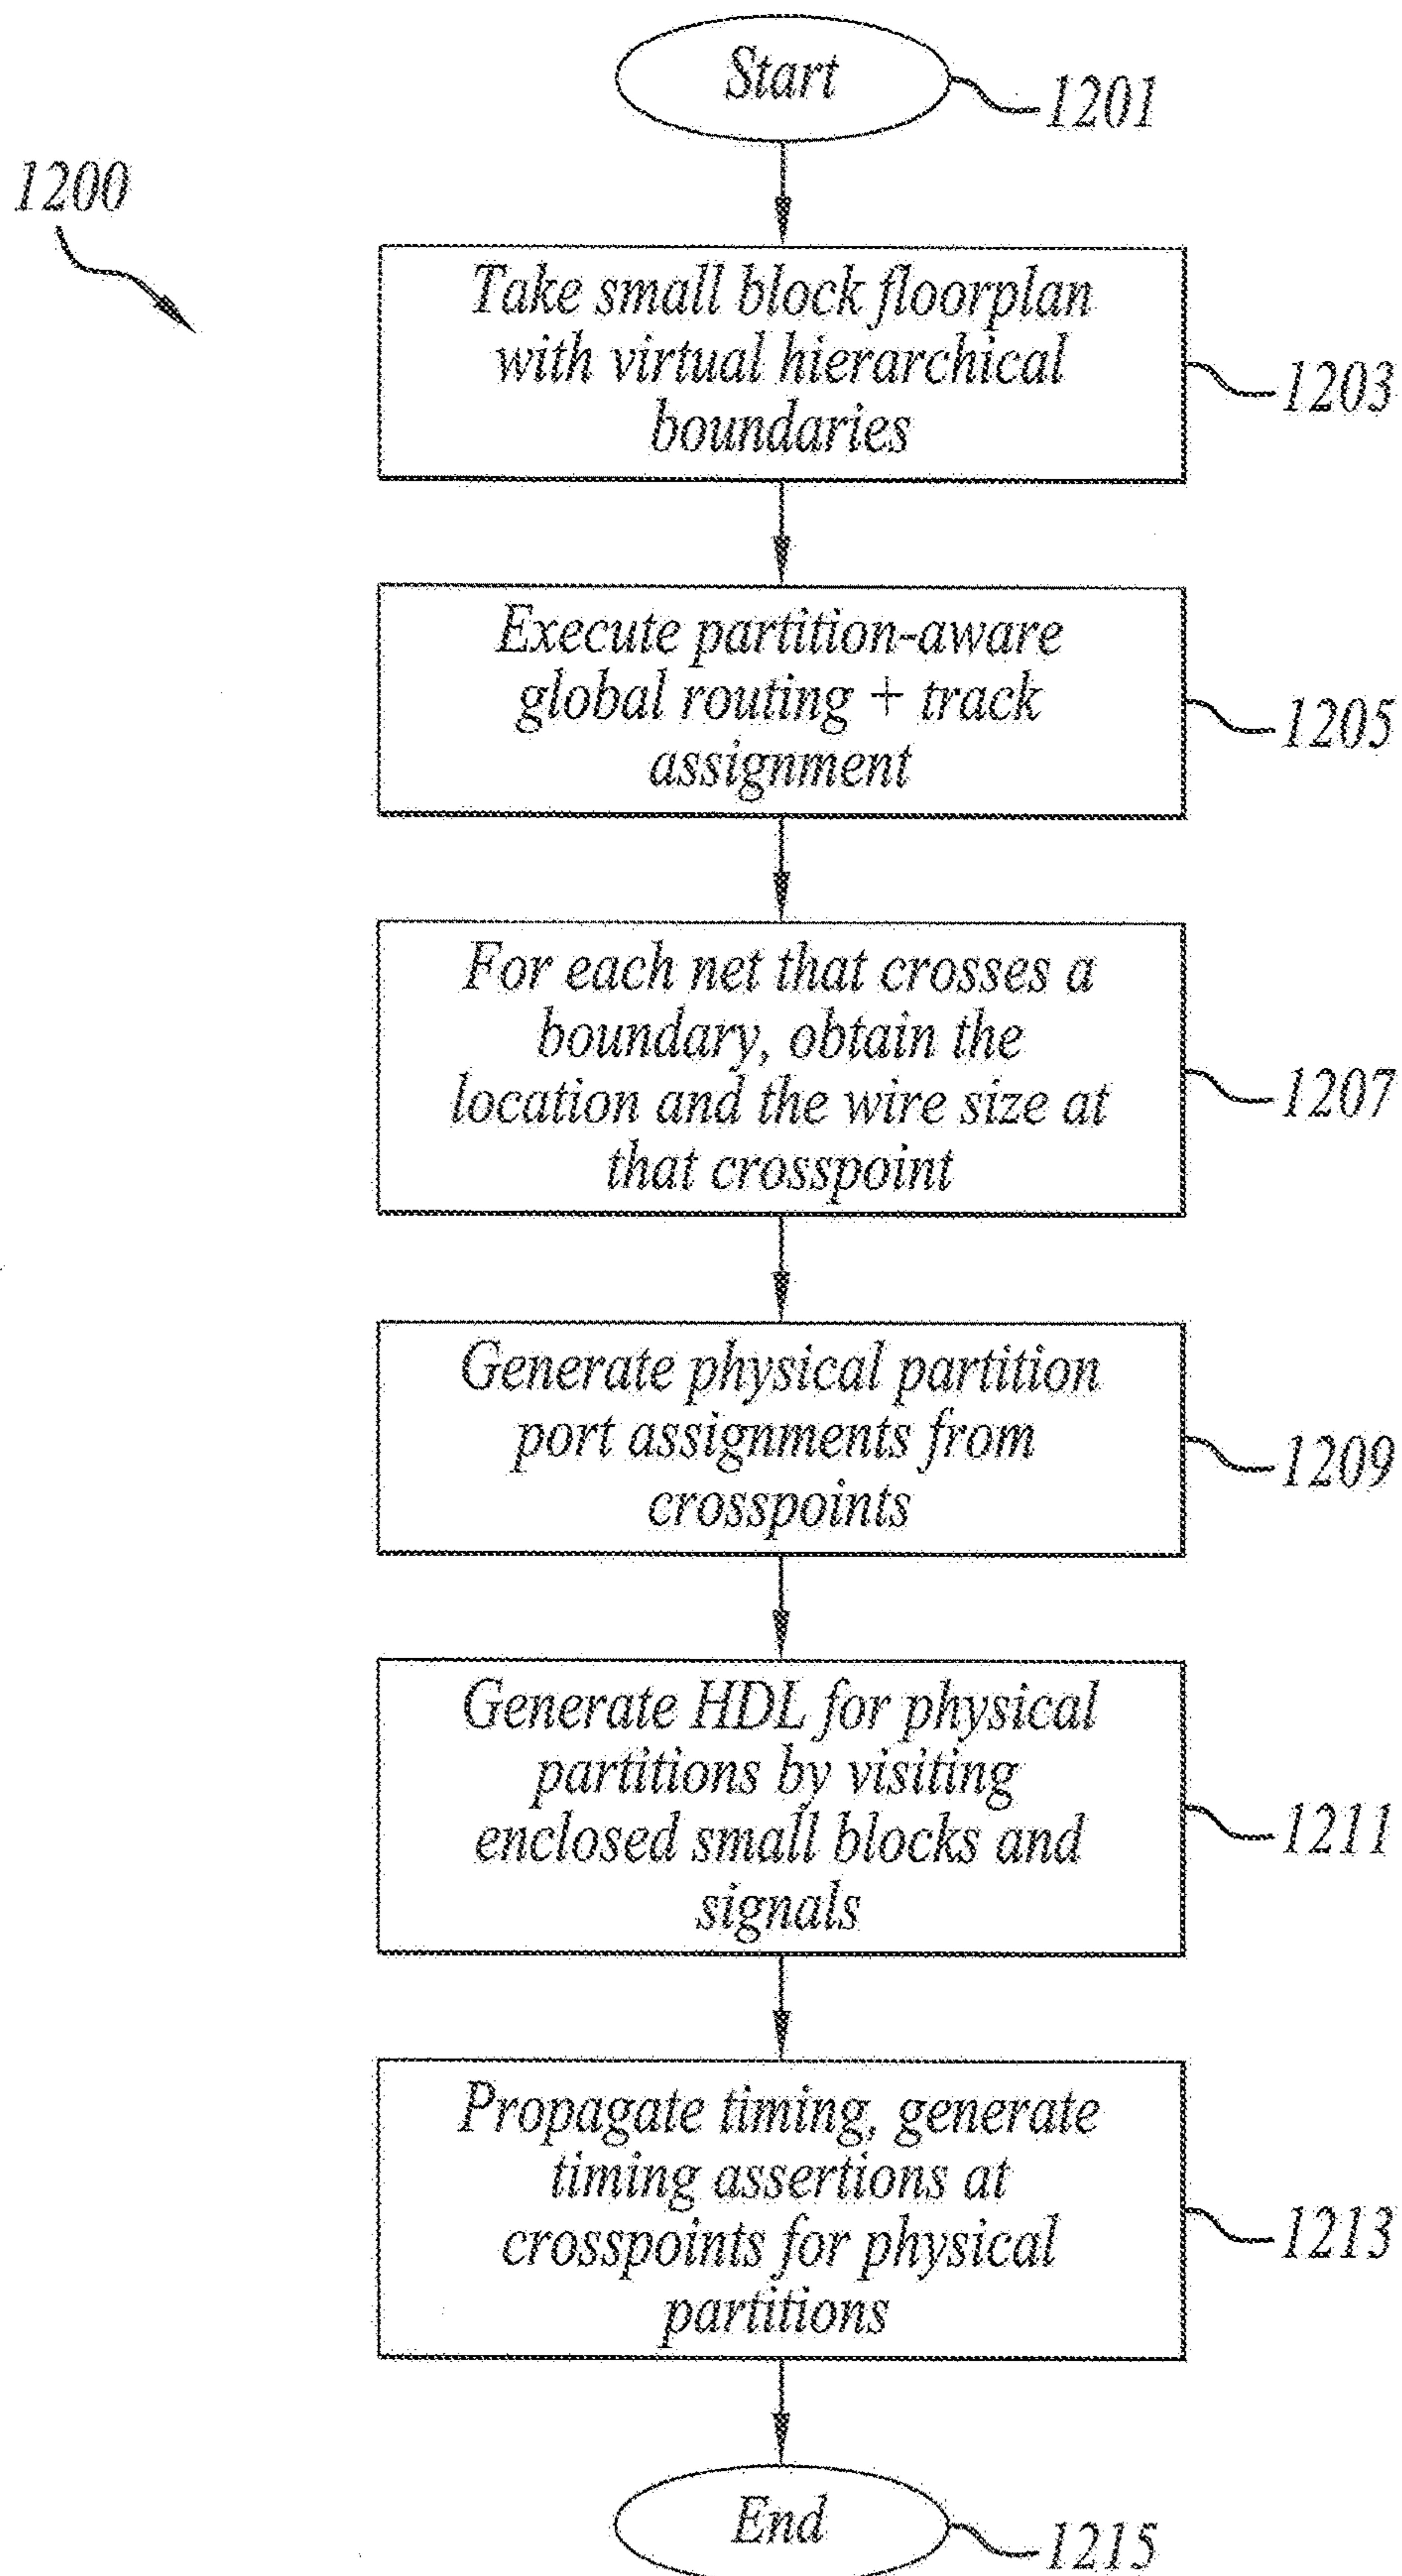 Start
1201
1200
Take small block floorplan
with virtual hierarchical
boundaries
1203
Execute partition-aware
global routing + track
assignment
1205
For each net that crosses a
boundary, obtain the
location and the wire size at
that crosspoint
1207
Generate physical partition
port assignments from
crosspoints
1209
Generate HDL for physical
partitions by visiting
enclosed small blocks and
signals
1211
Propagate timing, generate
timing assertions at
crosspoints for physical
partitions
1213
End
1215